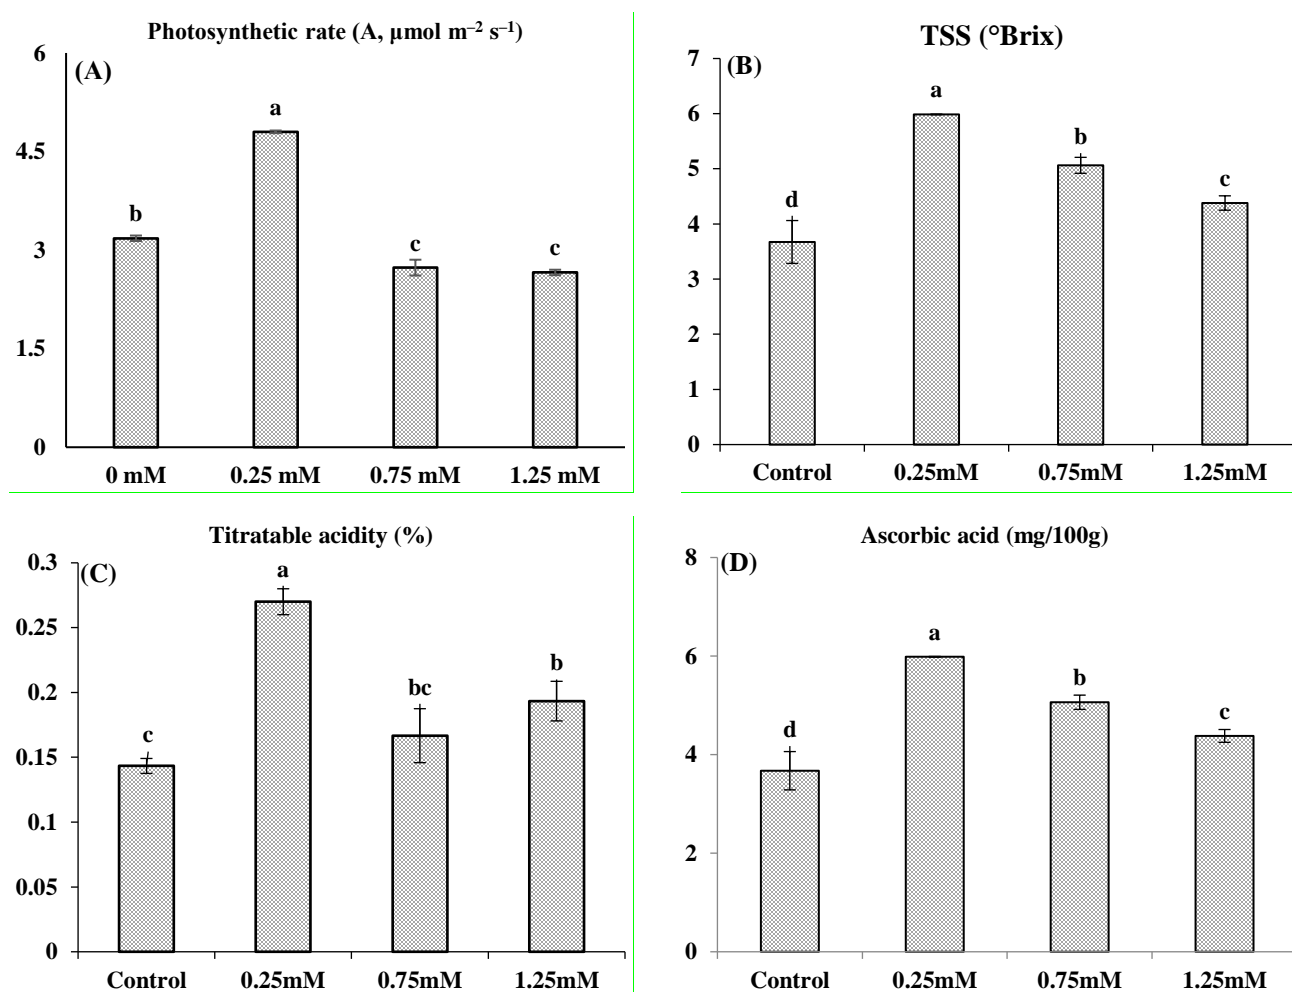 Photosynthetic rate (A, µmol m⁻² s⁻¹)
(A)
6
4.5
3
1.5
0
b
a
c
c
0 mM 0.25 mM 0.75 mM 1.25 mM
TSS (°Brix)
(B)
7
6
5
4
3
2
1
0
d
a
b
c
Control 0.25mM 0.75mM 1.25mM
Titratable acidity (%)
(C)
0.3
0.25
0.2
0.15
0.1
0.05
0
c
a
bc
b
Control 0.25mM 0.75mM 1.25mM
Ascorbic acid (mg/100g)
(D)
8
6
4
2
0
d
a
b
c
Control 0.25mM 0.75mM 1.25mM